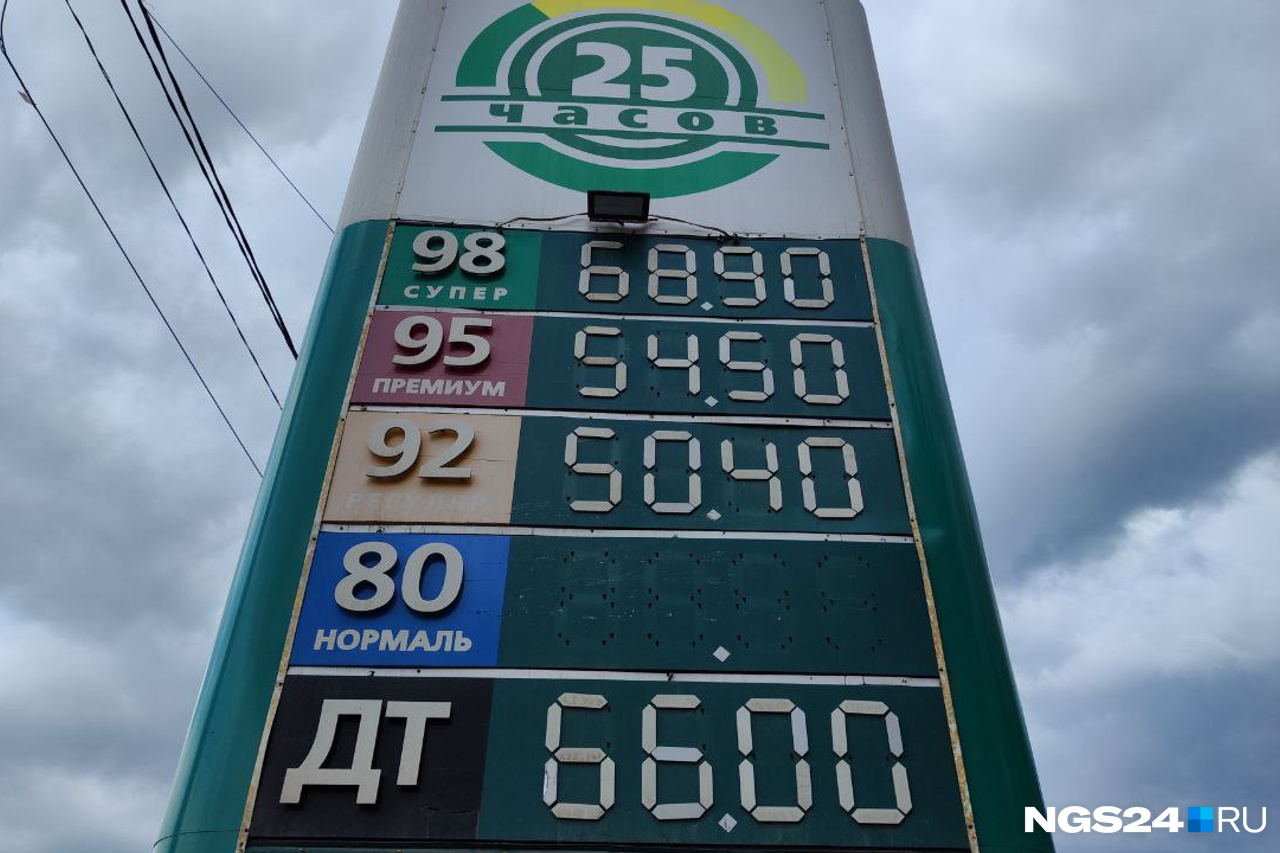 25
часов
98 68.90
СУПЕР
95 54.50
ПРЕМИУМ
92 50.40
РЕГУЛЯР
80 .
НОРМАЛЬ
ДТ 66.00
NGS24.RU